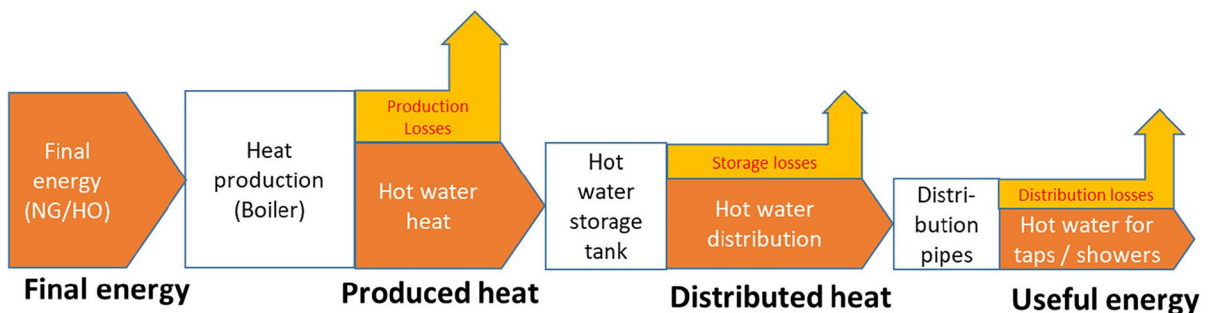 Final
energy
(NG/HO)
Heat
production
(Boiler)
Production
Losses
Hot water
heat
Hot
water
storage
tank
Storage losses
Hot water
distribution
Distri-
bution
pipes
Distribution losses
Hot water for
taps / showers
Final energy
Produced heat
Distributed heat
Useful energy